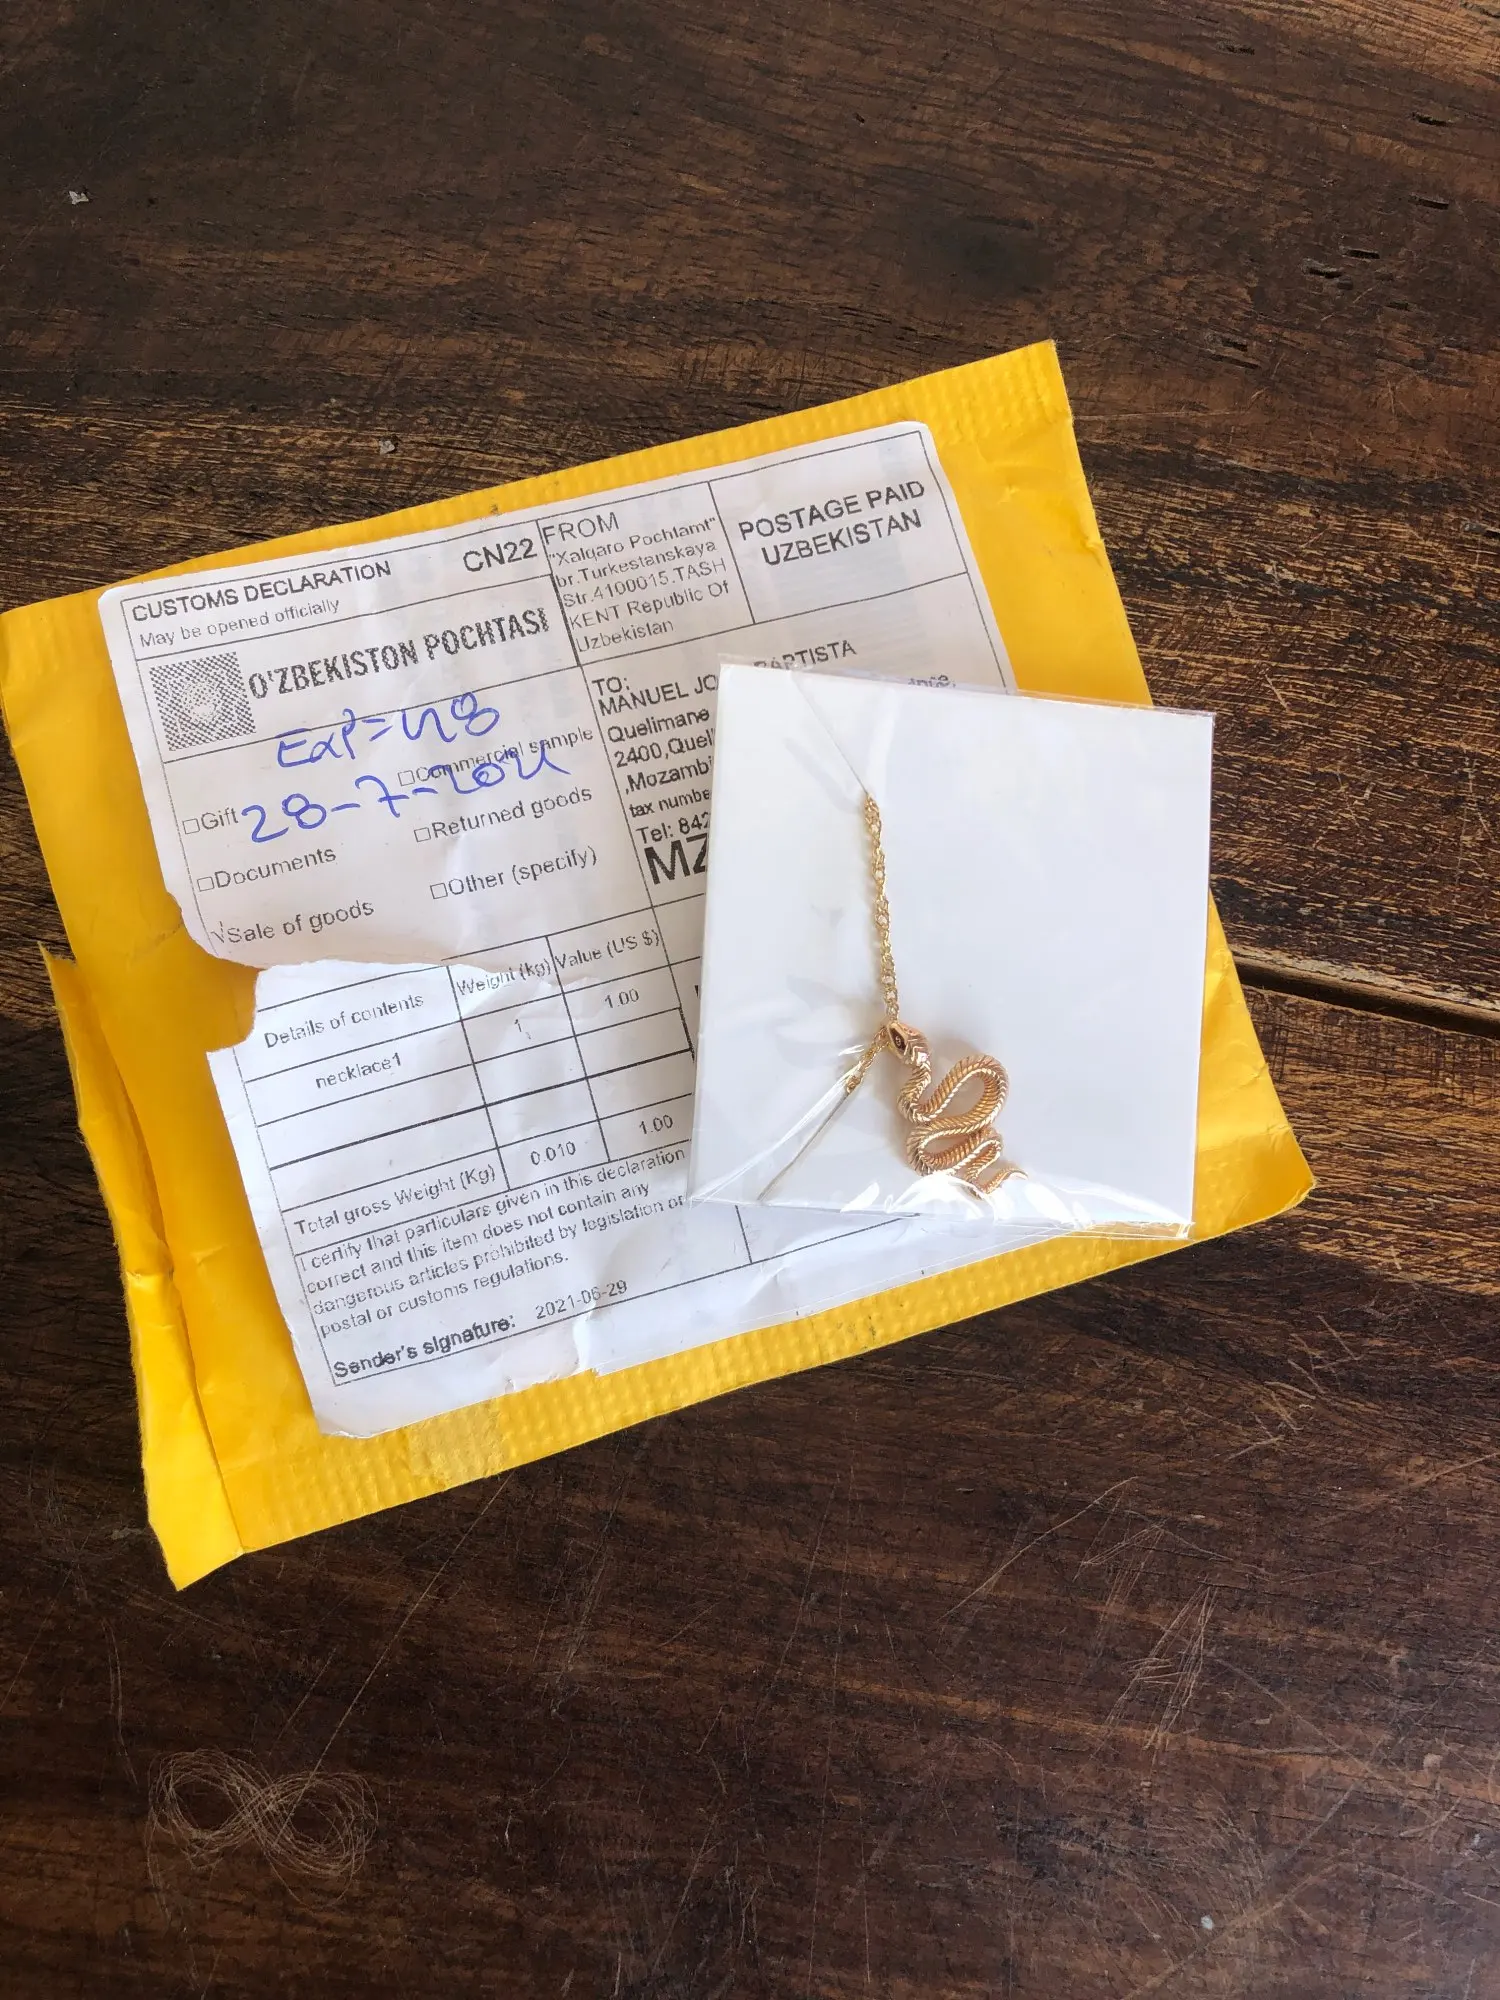 CUSTOMS DECLARATION
May be opened officially
CN22
O'ZBEKISTON POCHTASI
Exp=
28-7-
□Gift
□Commercial sample
□Documents
□Returned goods
√Sale of goods
□Other (specify)
FROM
"Xalqaro Pochtamt"
br.Turkestanskaya
Str.4100015.TASH
KENT Republic Of
Uzbekistan
POSTAGE PAID
UZBEKISTAN
TO:
MANUEL JO BAPTISTA
Quelimane
2400,Quel
,Mozambi
tax numbe
Tel: 842
MZ
Details of contents
Weight (kg)
Value (US $)
necklace1
1
1.00
Total gross Weight (Kg)
0.010
1.00
I certify that particulars given in this declaration
correct and this item does not contain any
dangerous articles prohibited by legislation or
postal or customs regulations.
Sender's signature: 2021-06-29